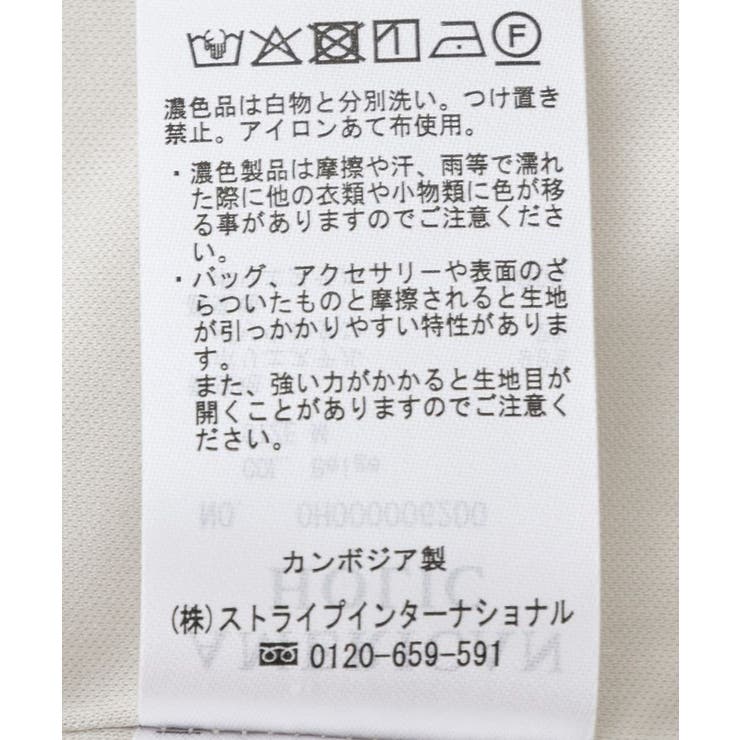 F
濃色品は白物と分別洗い。つけ置き
禁止。アイロンあて布使用。
・濃色製品は摩擦や汗、雨等で濡れ
た際に他の衣類や小物類に色が移
る事がありますのでご注意くださ
い。
・バッグ、アクセサリーや表面のざ
らついたものと摩擦されると生地
が引っかかりやすい特性がありま
す。
また、強い力がかかると生地目が
開くことがありますのでご注意く
ださい。
SIZE M
COL. Beige
NO. 0H000006200
カンボジア製
HOLIC
(株)ストライプインターナショナル
AMERICAN
0120-659-591